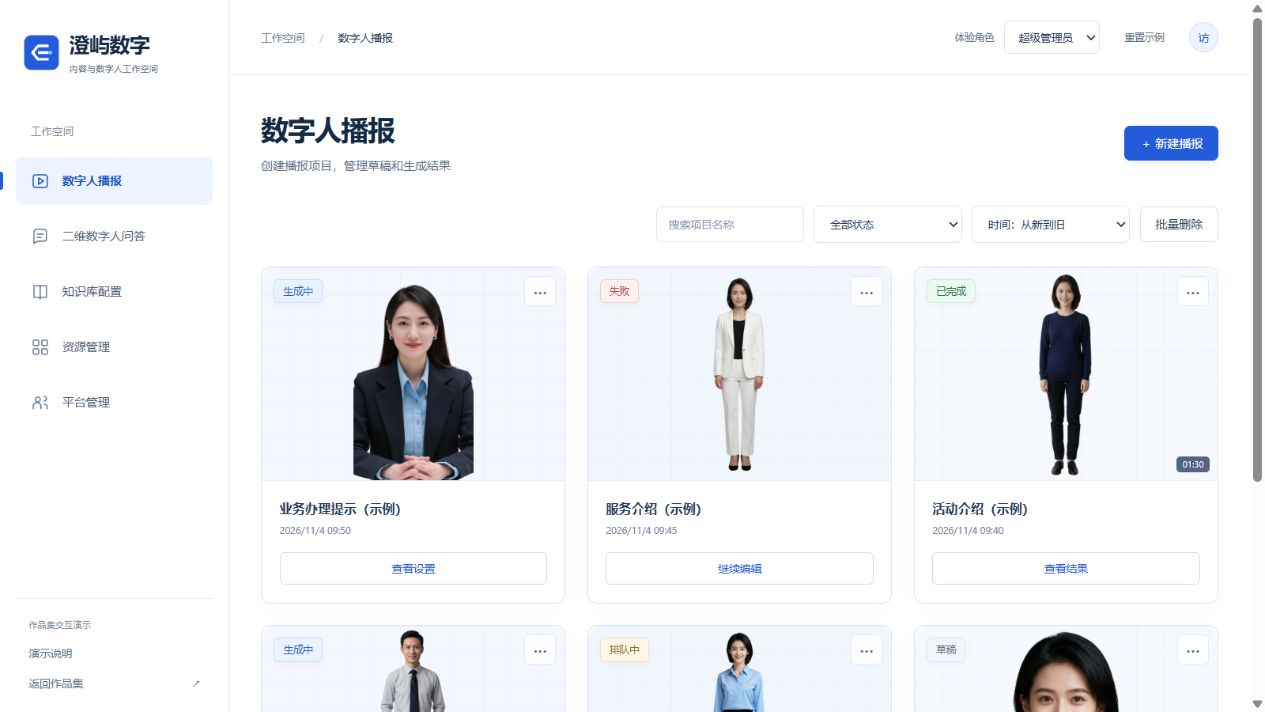 澄屿数字
内容与数字人工作空间
工作空间
数字人播报
二维数字人问答
知识库配置
资源管理
平台管理
作品集交互演示
演示说明
返回作品集 ↗
工作空间 / 数字人播报
体验角色 超级管理员 重置示例 访
数字人播报
创建播报项目，管理草稿和生成结果
+ 新建播报
搜索项目名称 全部状态 时间：从新到旧 批量删除
生成中 ...
业务办理提示（示例）
2026/11/4 09:50
查看设置
失败 ...
服务介绍（示例）
2026/11/4 09:45
继续编辑
已完成 ...
01:30
活动介绍（示例）
2026/11/4 09:40
查看结果
生成中 ...
排队中 ...
草稿 ...